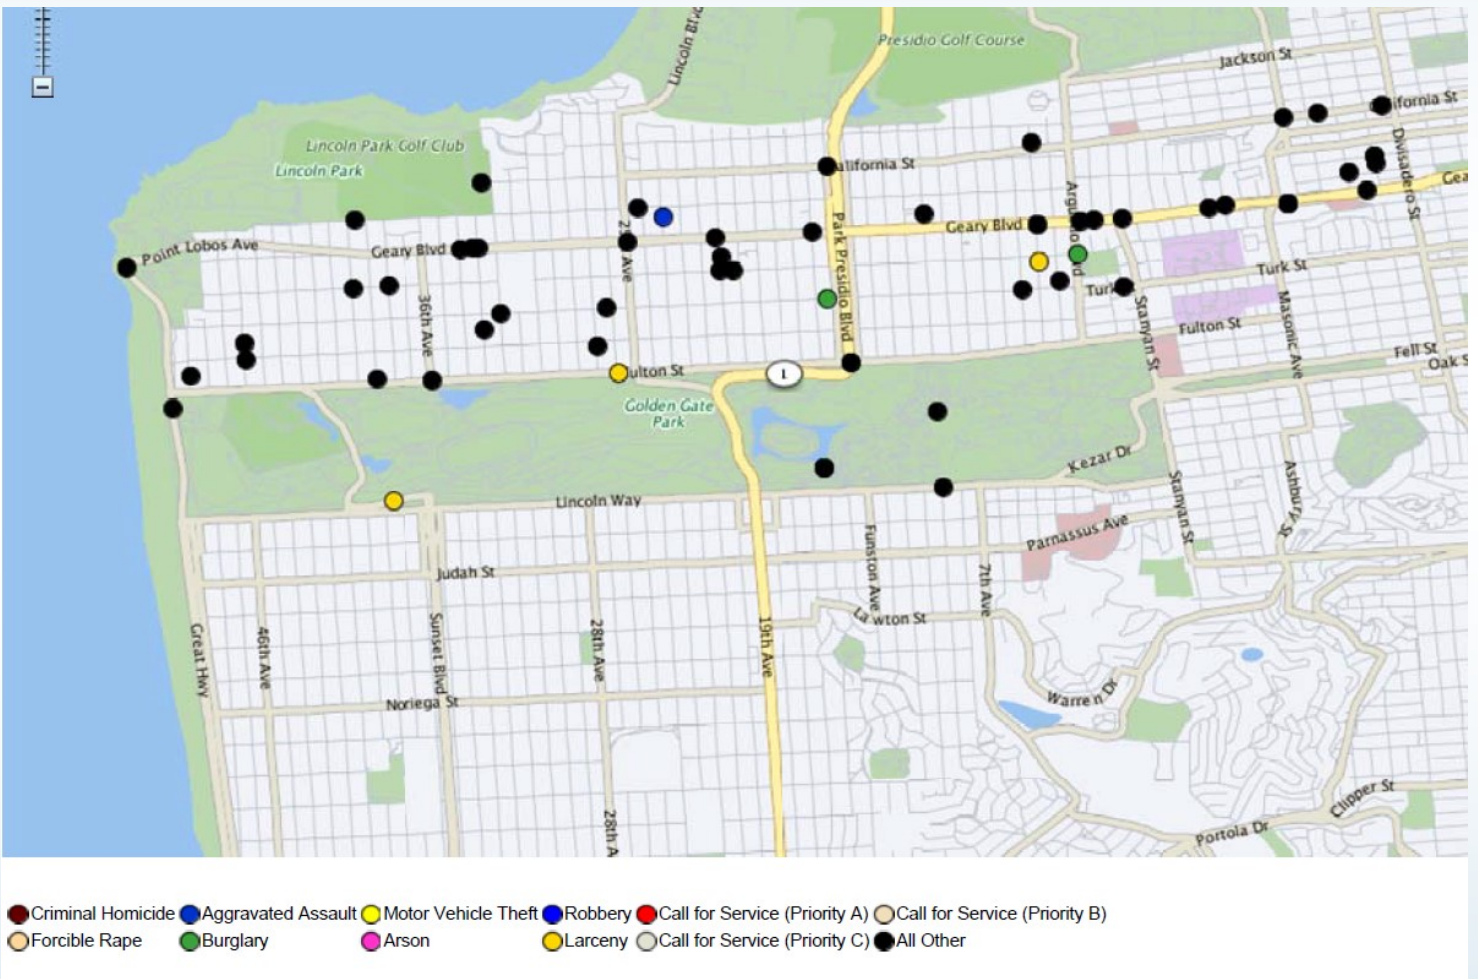 Lincoln Blvd
Presidio Golf Course
Jackson St
California St
Lincoln Park Golf Club
Lincoln Park
California St
Divisadero St
Geary Blvd
Point Lobos Ave
Geary Blvd
Park Presidio Blvd
Turk St
36th Ave
Stanyan St
Fulton St
Masonic Ave
Fell St
Oak S
1
ulton St
Golden Gate
Park
Kezar Dr
Lincoln Way
Stanyan St
Ashbury St
Parnassus Ave
Funston Ave
Judah St
7th Ave
Lawton St
Great Hwy
46th Ave
Sunset Blvd
28th Ave
19th Ave
Noriega St
Warren Dr
Clipper St
28th A
Portola Dr
Criminal Homicide Aggravated Assault Motor Vehicle Theft Robbery Call for Service (Priority A) Call for Service (Priority B)
Forcible Rape Burglary Arson Larceny Call for Service (Priority C) All Other